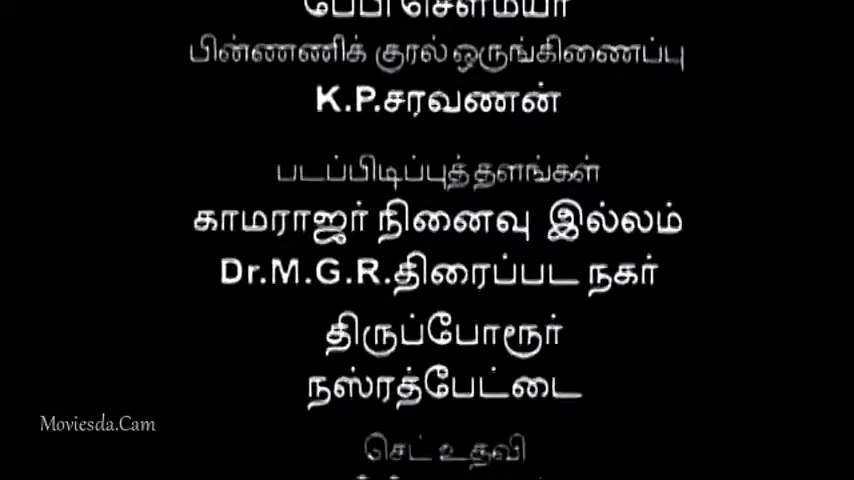 பேபி சௌமியா
பின்னணிக் குரல் ஒருங்கிணைப்பு
K.P.சரவணன்
படப்பிடிப்புத்தளங்கள்
காமராஜர் நினைவு இல்லம்
Dr.M.G.R.திரைப்பட நகர்
திருப்போரூர்
நஸ்ரத்பேட்டை
Moviesda.Cam
செட் உதவி